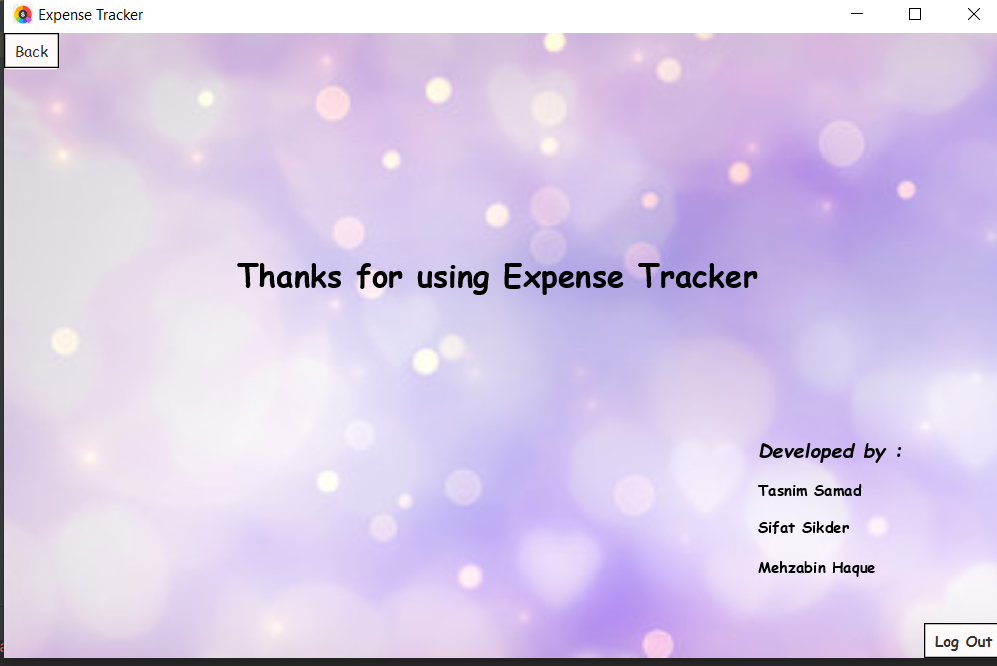 Expense Tracker
Back
Thanks for using Expense Tracker
Developed by :
Tasnim Samad
Sifat Sikder
Mehzabin Haque
Log Out